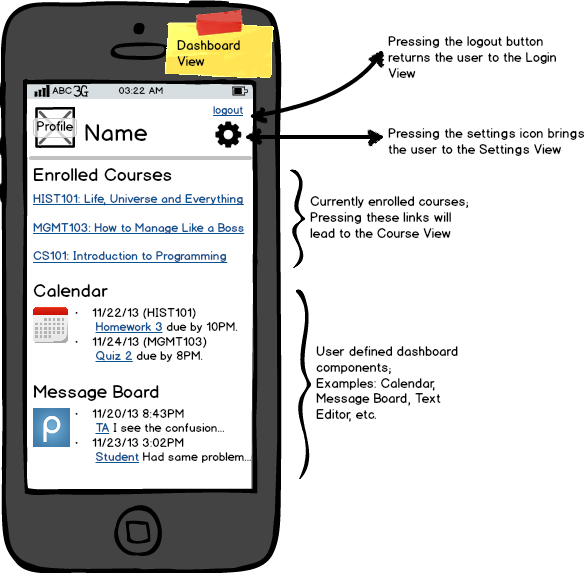 Dashboard
View
ABC 3G 03:22 AM
logout
Profile
Name
Enrolled Courses
HIST101: Life, Universe and Everything
MGMT103: How to Manage Like a Boss
CS101: Introduction to Programming
Calendar
· 11/22/13 (HIST101)
Homework 3 due by 10PM.
· 11/24/13 (MGMT103)
Quiz 2 due by 8PM.
Message Board
· 11/20/13 8:43PM
TA I see the confusion...
· 11/23/13 3:02PM
Student Had same problem...
Pressing the logout button
returns the user to the Login
View
Pressing the settings icon brings
the user to the Settings View
Currently enrolled courses;
Pressing these links will
lead to the Course View
User defined dashboard
components;
Examples: Calendar,
Message Board, Text
Editor, etc.